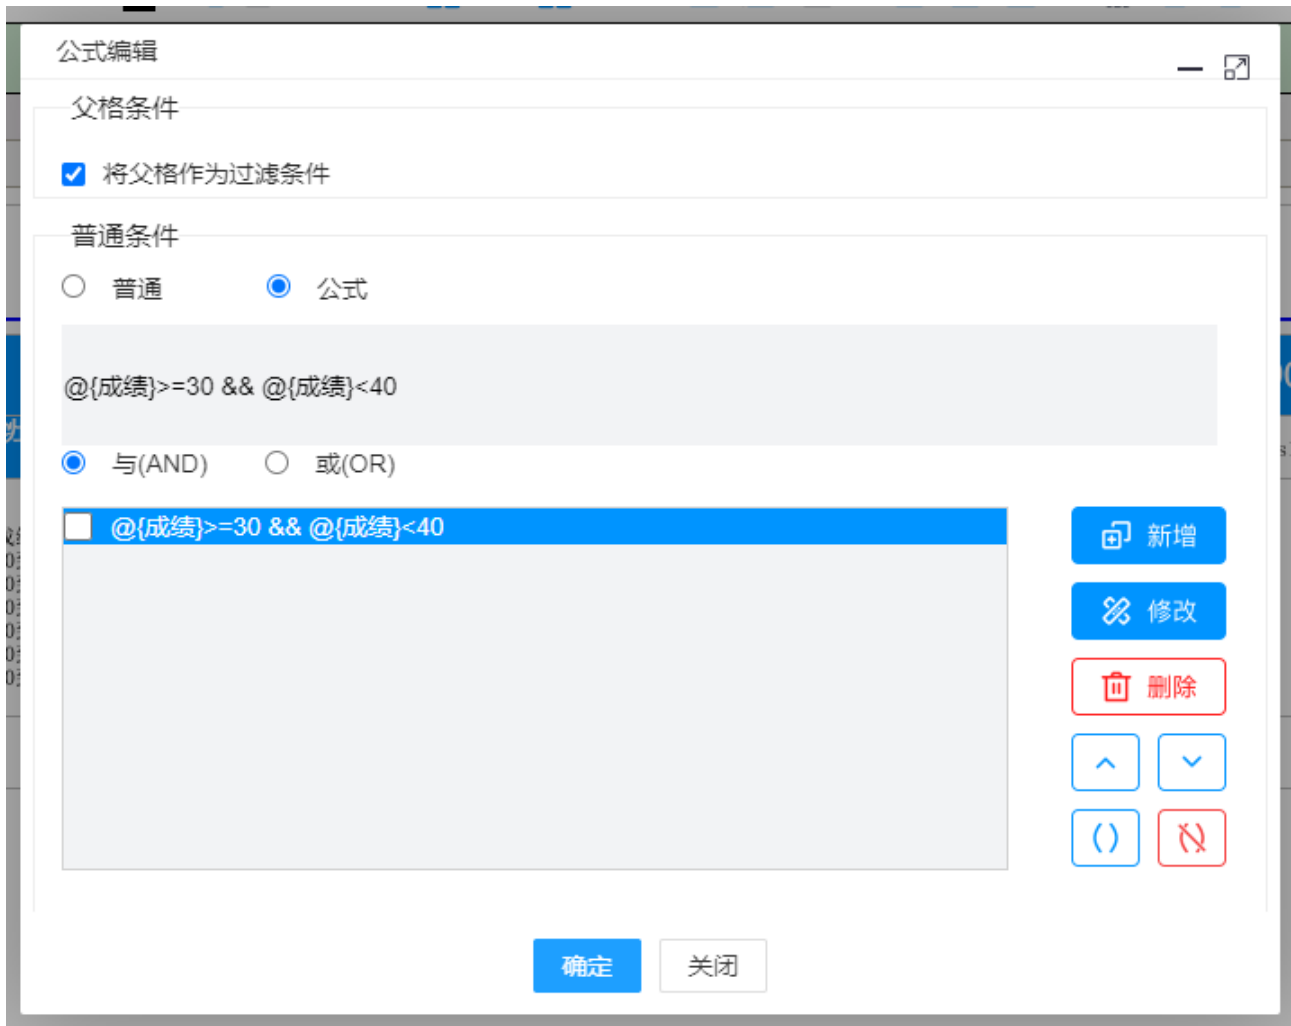 公式编辑
父格条件
将父格作为过滤条件
普通条件
普通 公式
@{成绩}>=30 && @{成绩}<40
与(AND) 或(OR)
@{成绩}>=30 && @{成绩}<40
新增
修改
删除
( )
确定 关闭